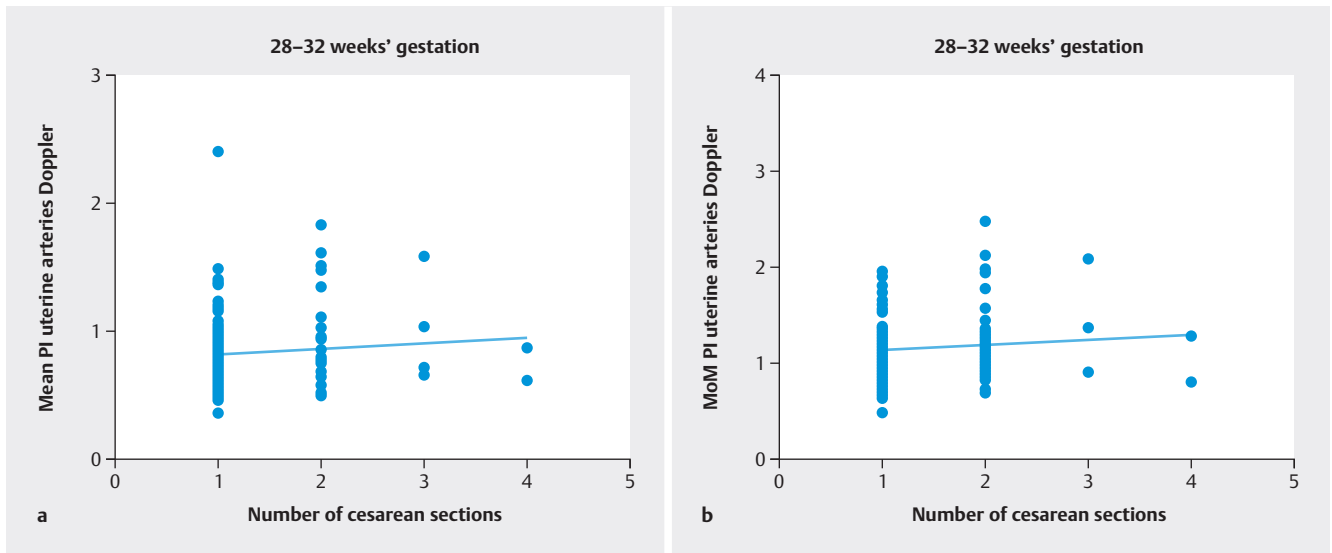 28–32 weeks' gestation
3
2
1
0
0 1 2 3 4 5
Mean PI uterine arteries Doppler
Number of cesarean sections
a
28–32 weeks' gestation
4
3
2
1
0
0 1 2 3 4 5
MoM PI uterine arteries Doppler
Number of cesarean sections
b